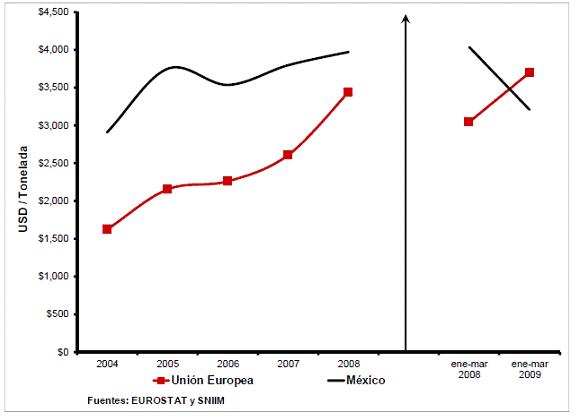 $4,500
$4,000
$3,500
$3,000
$2,500
$2,000
$1,500
$1,000
$500
$0
USD / Tonelada
2004 2005 2006 2007 2008 ene-mar 2008 ene-mar 2009
Unión Europea México
Fuentes: EUROSTAT y SNIIM